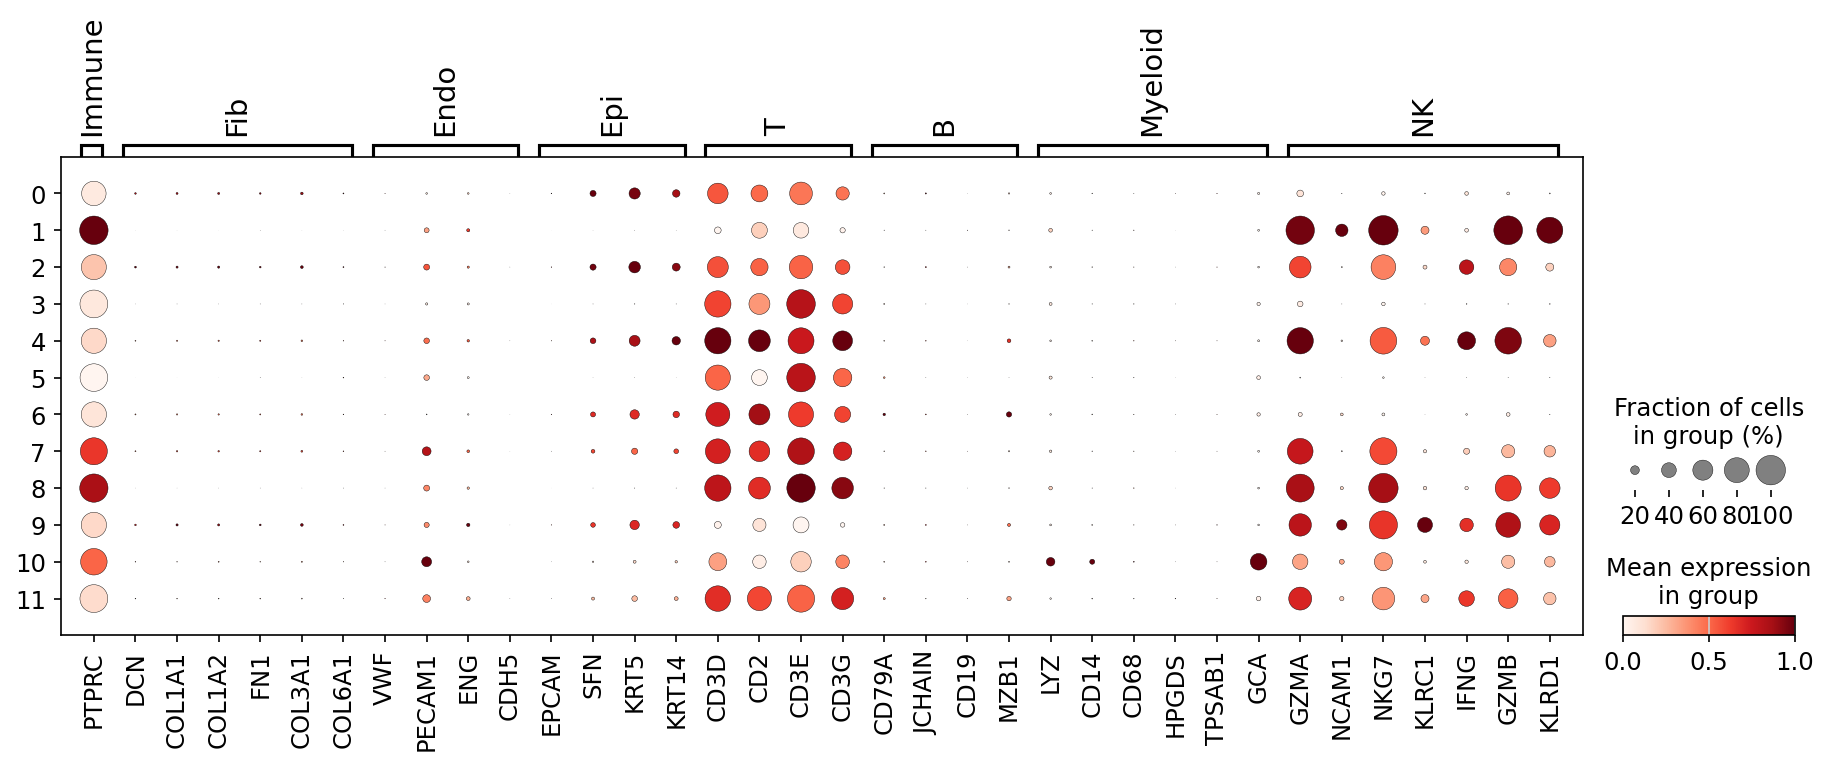 Immune
Fib
Endo
Epi
T
B
Myeloid
NK
0
1
2
3
4
5
6
7
8
9
10
11
PTPRC
DCN
COL1A1
COL1A2
FN1
COL3A1
COL6A1
VWF
PECAM1
ENG
CDH5
EPCAM
SFN
KRT5
KRT14
CD3D
CD2
CD3E
CD3G
CD79A
JCHAIN
CD19
MZB1
LYZ
CD14
CD68
HPGDS
TPSAB1
GCA
GZMA
NCAM1
NKG7
KLRC1
IFNG
GZMB
KLRD1
Fraction of cells
in group (%)
20 40 60 80 100
Mean expression
in group
0.0 0.5 1.0